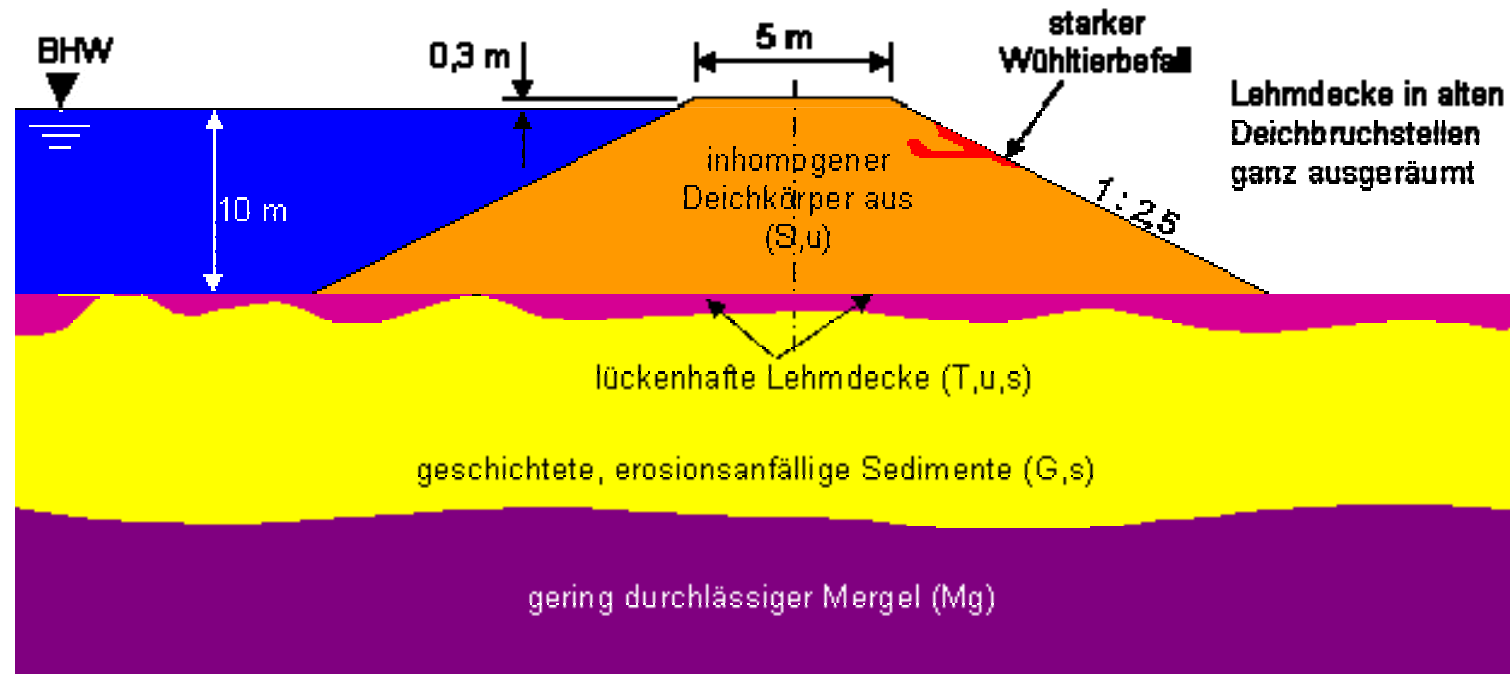 BHW
0,3 m
5 m
starker
Wühltierbefall
Lehmdecke in alten
Deichbruchstellen
ganz ausgeräumt
10 m
inhomogener
Deichkörper aus
(S,u)
1:2,5
lückenhafte Lehmdecke (T,u,s)
geschichtete, erosionsanfällige Sedimente (G,s)
gering durchlässiger Mergel (Mg)